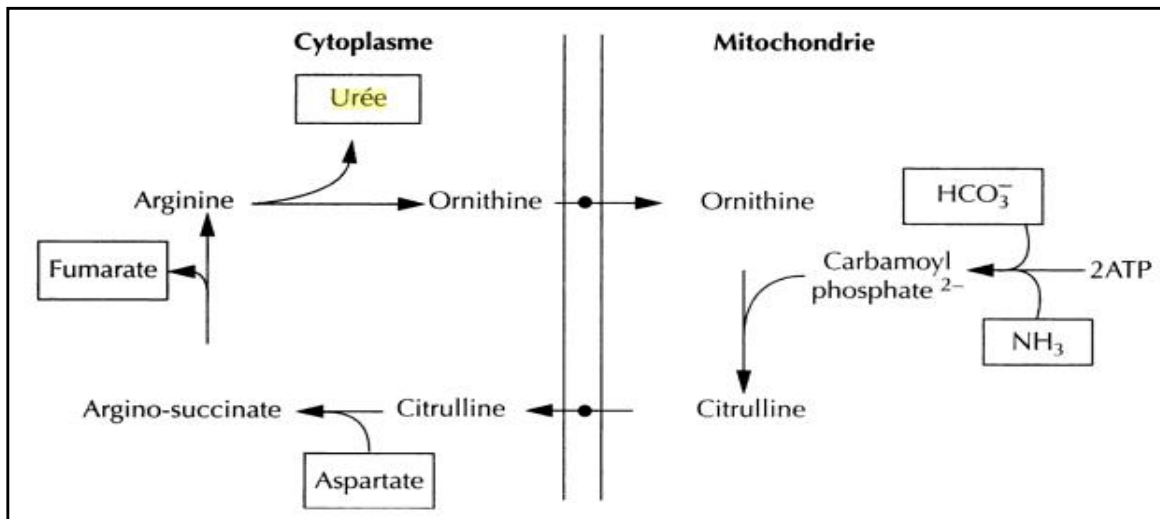 Cytoplasme
Mitochondrie
Urée
Arginine
Ornithine
Ornithine
HCO₃⁻
Fumarate
Carbamoyl
phosphate ²⁻
2ATP
NH₃
Argino-succinate
Citrulline
Citrulline
Aspartate